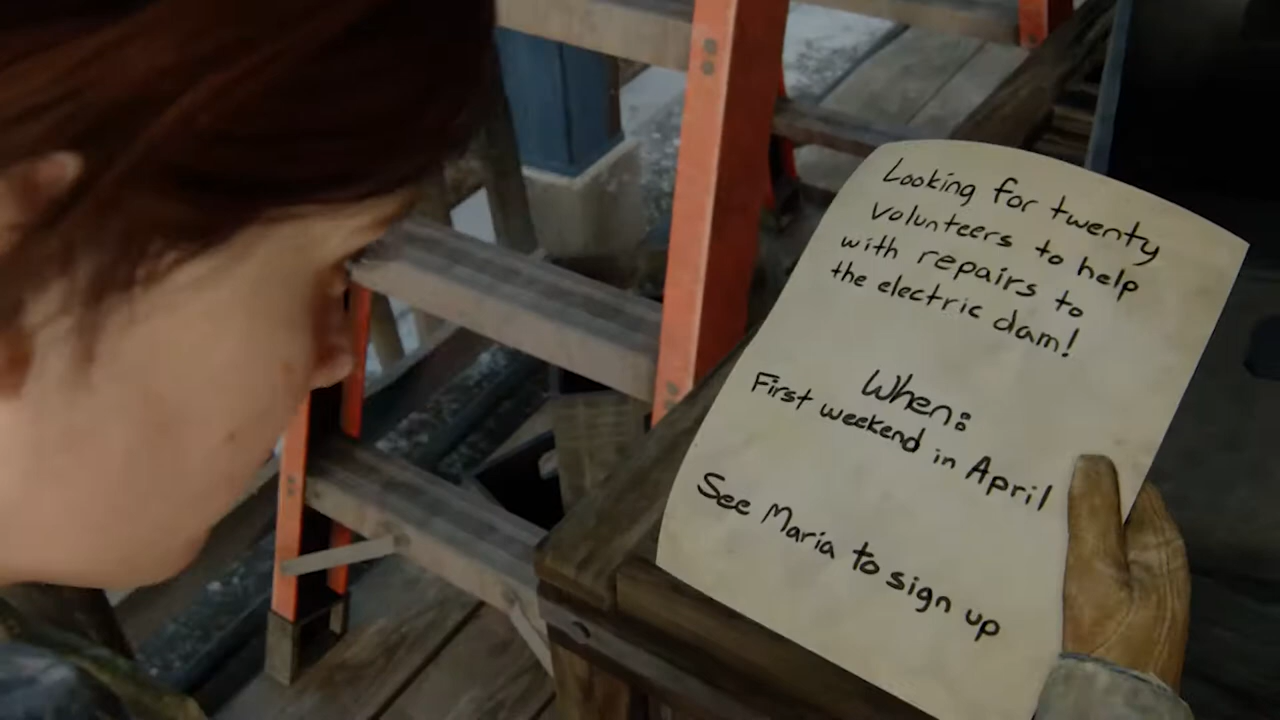 Looking for twenty
volunteers to help
with repairs to
the electric dam!
When:
First weekend in April
See Maria to sign up